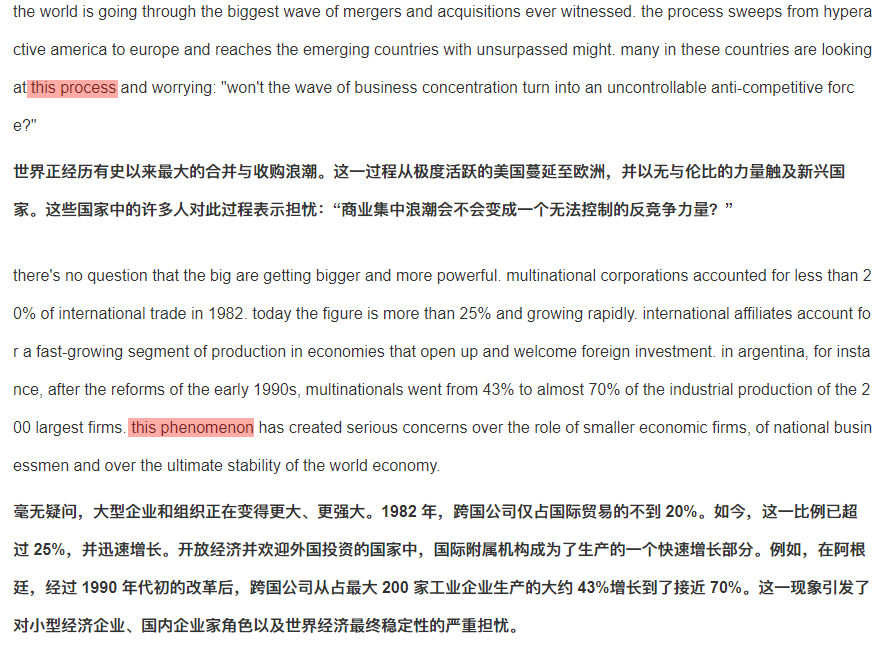 the world is going through the biggest wave of mergers and acquisitions ever witnessed. the process sweeps from hypera
ctive america to europe and reaches the emerging countries with unsurpassed might. many in these countries are looking
at this process and worrying: "won't the wave of business concentration turn into an uncontrollable anti-competitive forc
e?"
世界正经历有史以来最大的合并与收购浪潮。这一过程从极度活跃的美国蔓延至欧洲，并以无与伦比的力量触及新兴国
家。这些国家中的许多人对此过程表示担忧：“商业集中浪潮会不会变成一个无法控制的反竞争力量？”
there's no question that the big are getting bigger and more powerful. multinational corporations accounted for less than 2
0% of international trade in 1982. today the figure is more than 25% and growing rapidly. international affiliates account fo
r a fast-growing segment of production in economies that open up and welcome foreign investment. in argentina, for insta
nce, after the reforms of the early 1990s, multinationals went from 43% to almost 70% of the industrial production of the 2
00 largest firms. this phenomenon has created serious concerns over the role of smaller economic firms, of national busin
essmen and over the ultimate stability of the world economy.
毫无疑问，大型企业和组织正在变得更大、更强大。1982 年，跨国公司仅占国际贸易的不到 20%。如今，这一比例已超
过 25%，并迅速增长。开放经济并欢迎外国投资的国家中，国际附属机构成为了生产的一个快速增长部分。例如，在阿根
廷，经过 1990 年代初的改革后，跨国公司从占最大 200 家工业企业生产的大约 43%增长到了接近 70%。这一现象引发了
对小型经济企业、国内企业家角色以及世界经济最终稳定性的严重担忧。